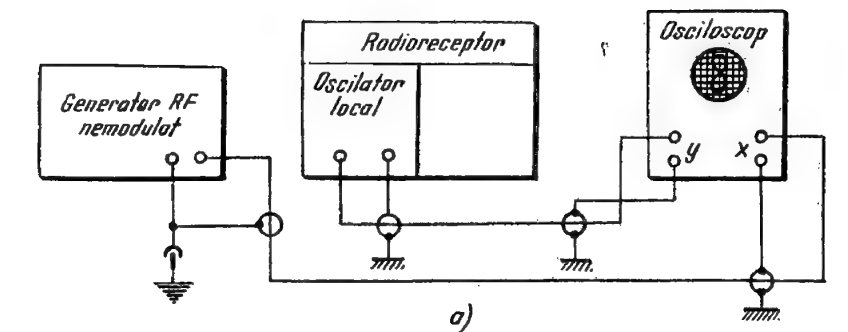 Generator RF
nemodulat
Radioreceptor
Oscilator
local
Osciloscop
y
x
a)